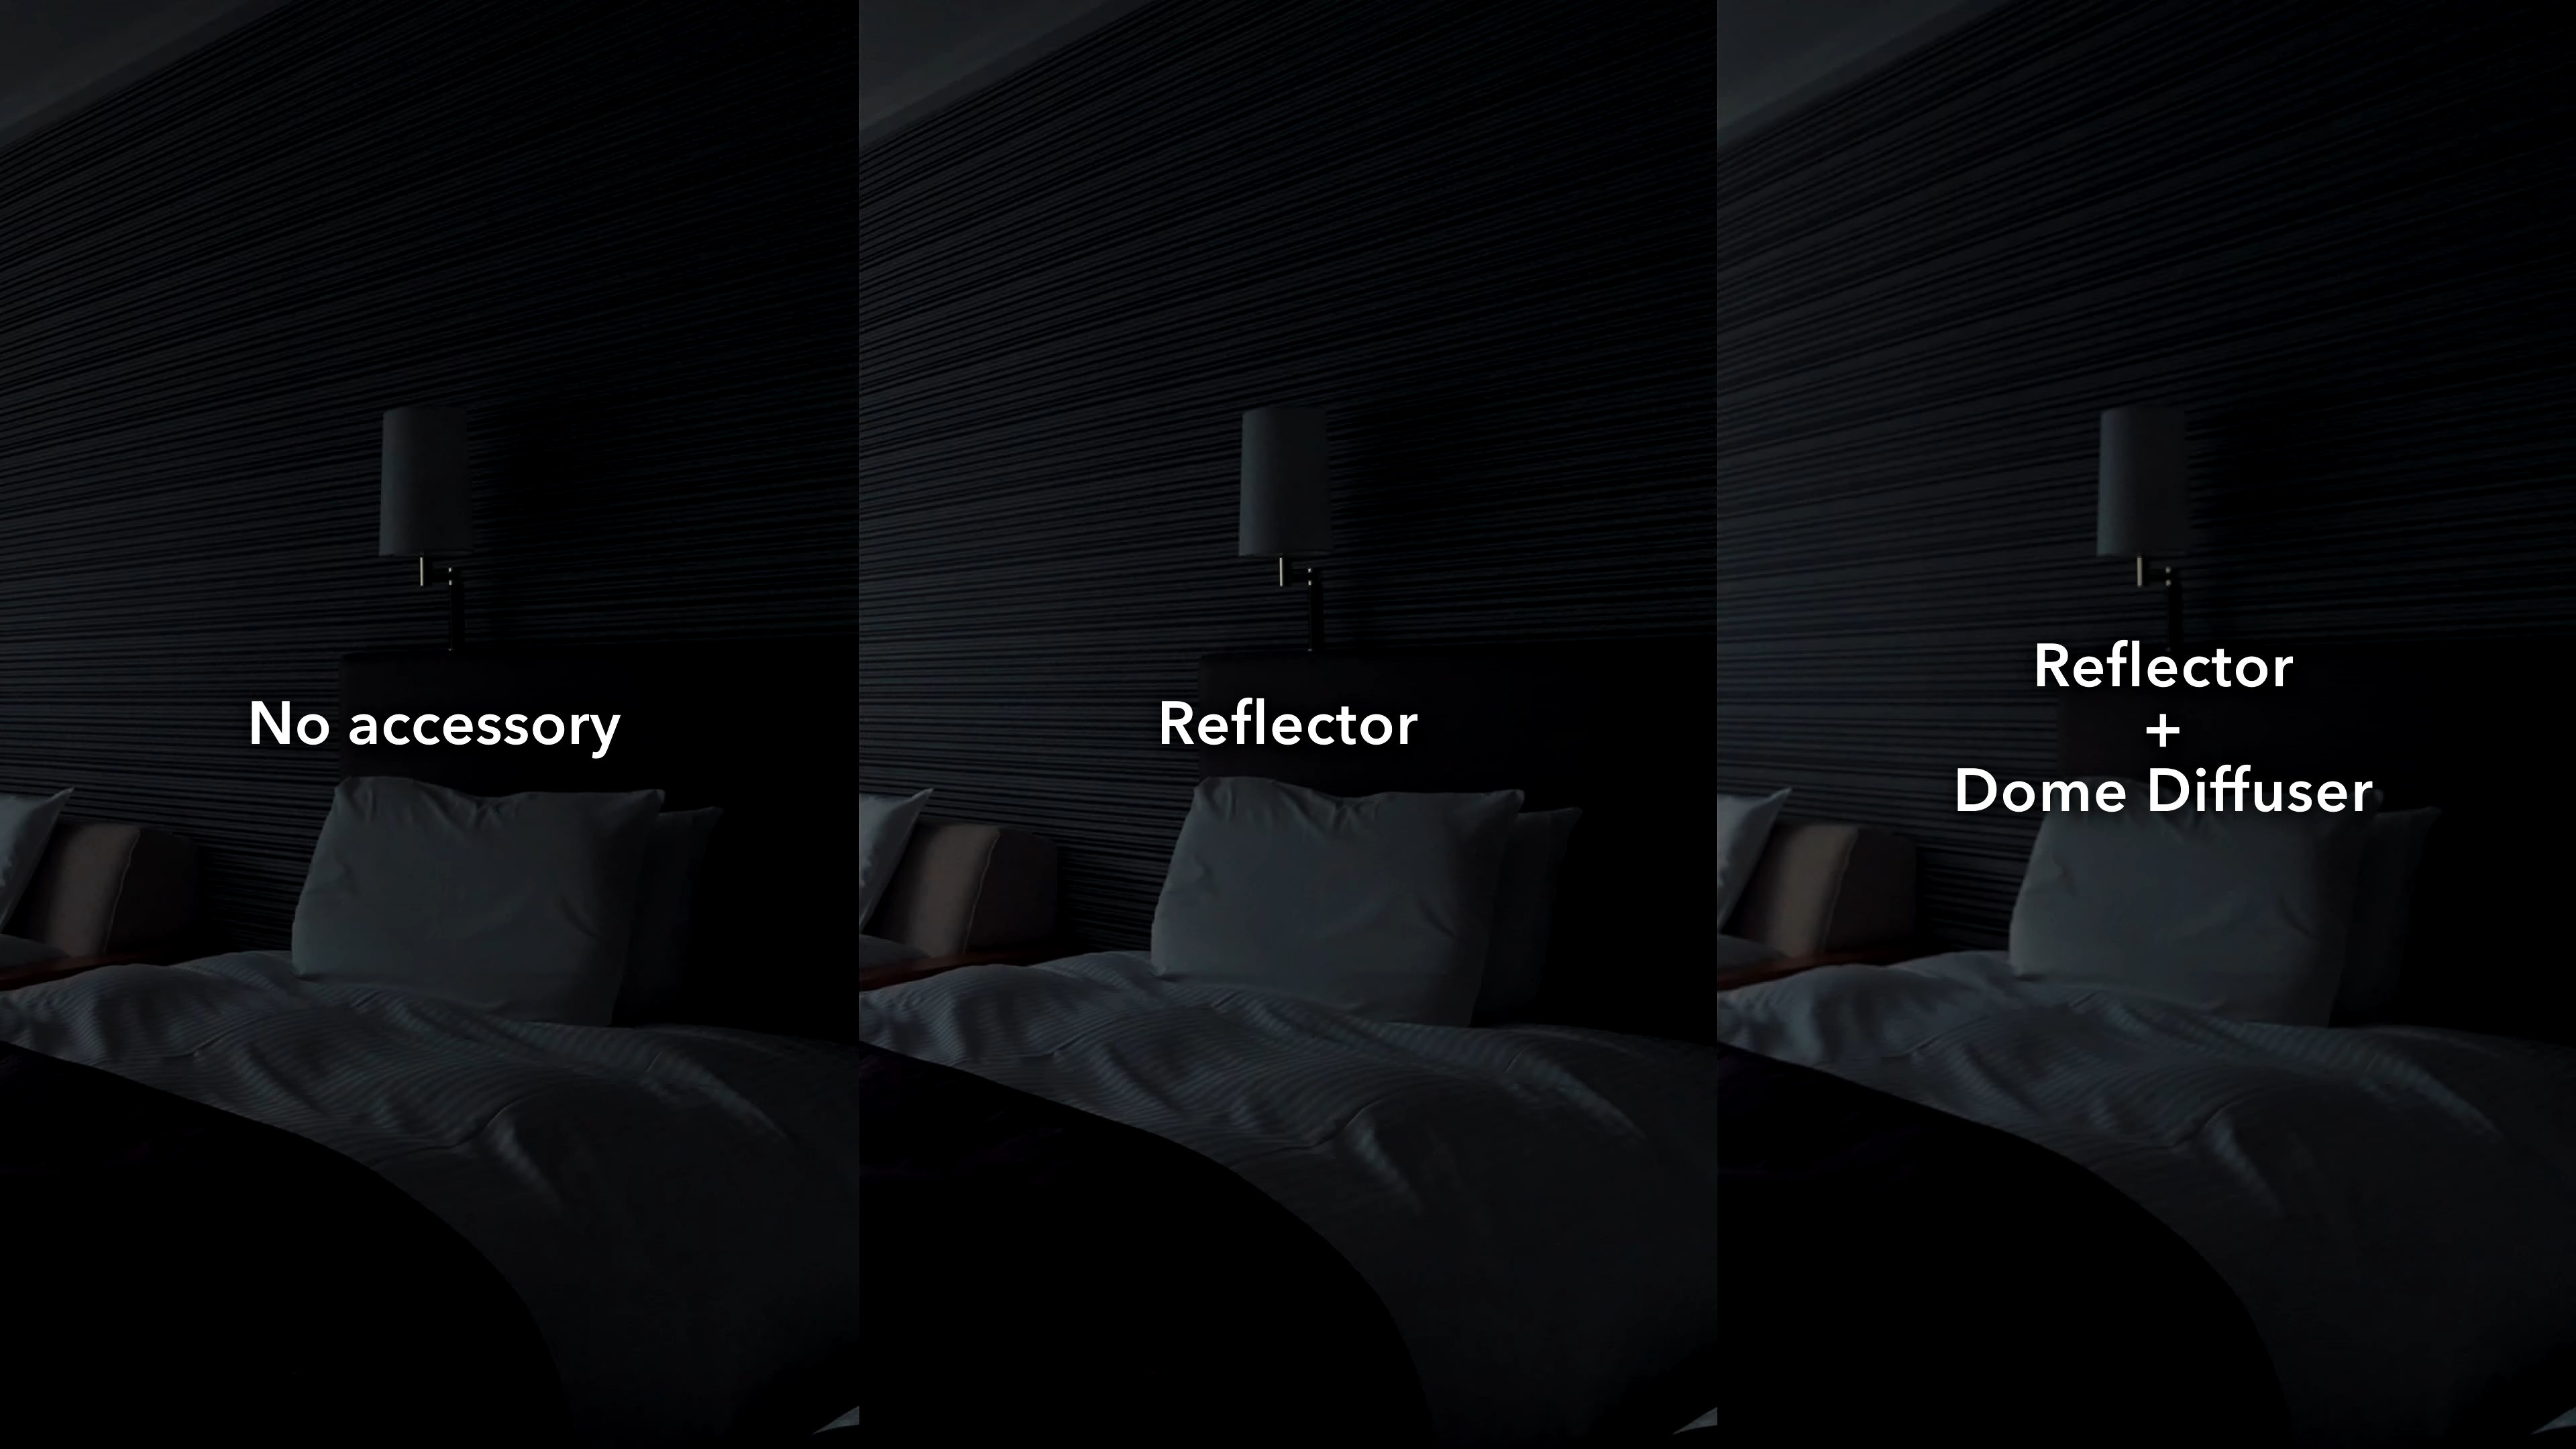 No accessory
Reflector
Reflector
+
Dome Diffuser